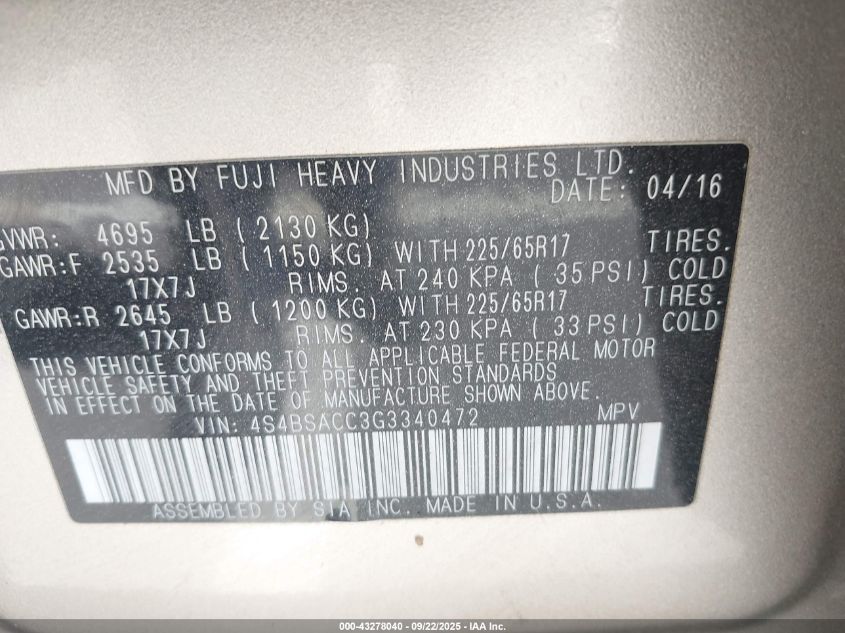 MFD BY FUJI HEAVY INDUSTRIES LTD.
DATE: 04/16
GVWR: 4695 LB ( 2130 KG)
GAWR:F 2535 LB ( 1150 KG) WITH 225/65R17 TIRES.
17X7J RIMS. AT 240 KPA ( 35 PSI) COLD
GAWR:R 2645 LB ( 1200 KG) WITH 225/65R17 TIRES.
17X7J RIMS. AT 230 KPA ( 33 PSI) COLD
THIS VEHICLE CONFORMS TO ALL APPLICABLE FEDERAL MOTOR
VEHICLE SAFETY AND THEFT PREVENTION STANDARDS
IN EFFECT ON THE DATE OF MANUFACTURE SHOWN ABOVE.
VIN: 4S4BSACC3G3340472 MPV
ASSEMBLED BY SIA INC. MADE IN U.S.A.
000-43278040 - 09/22/2025 - IAA Inc.